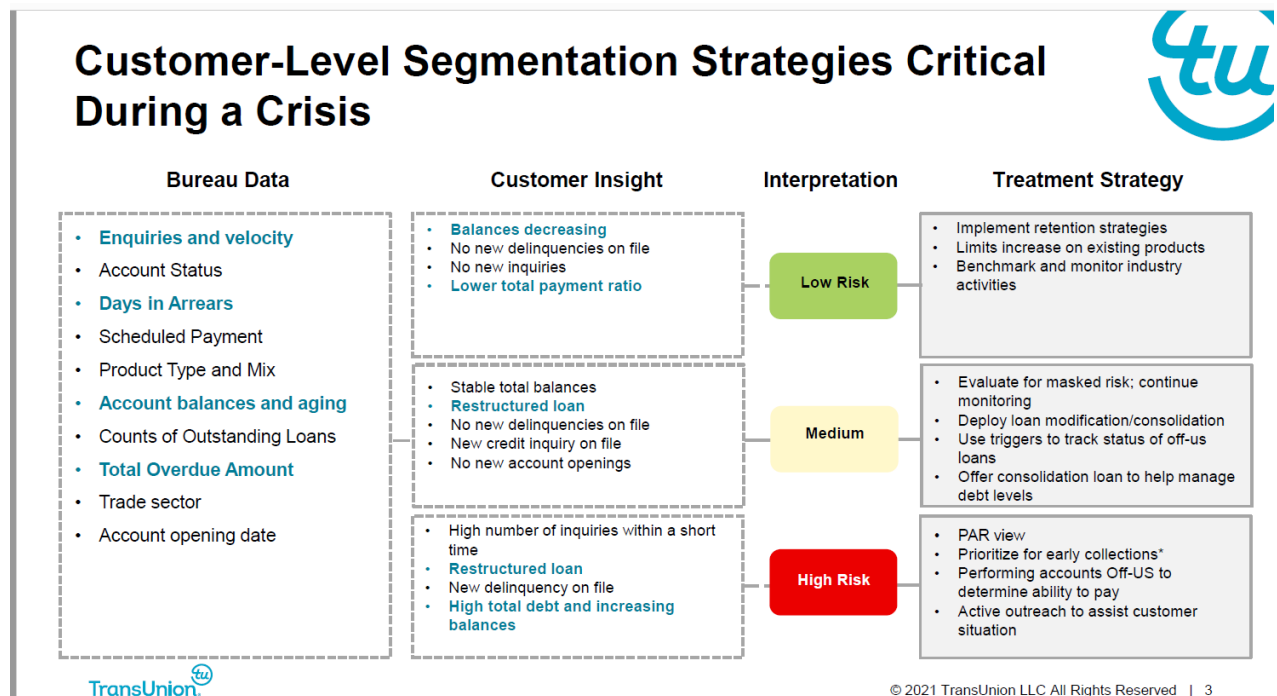 Customer-Level Segmentation Strategies Critical
During a Crisis
tu
Bureau Data
• Enquiries and velocity
• Account Status
• Days in Arrears
• Scheduled Payment
• Product Type and Mix
• Account balances and aging
• Counts of Outstanding Loans
• Total Overdue Amount
• Trade sector
• Account opening date
Customer Insight
• Balances decreasing
• No new delinquencies on file
• No new inquiries
• Lower total payment ratio
• Stable total balances
• Restructured loan
• No new delinquencies on file
• New credit inquiry on file
• No new account openings
• High number of inquiries within a short
time
• Restructured loan
• New delinquency on file
• High total debt and increasing
balances
Interpretation
Low Risk
Medium
High Risk
Treatment Strategy
• Implement retention strategies
• Limits increase on existing products
• Benchmark and monitor industry
activities
• Evaluate for masked risk; continue
monitoring
• Deploy loan modification/consolidation
• Use triggers to track status of off-us
loans
• Offer consolidation loan to help manage
debt levels
• PAR view
• Prioritize for early collections*
• Performing accounts Off-US to
determine ability to pay
• Active outreach to assist customer
situation
TransUnion. tu
© 2021 TransUnion LLC All Rights Reserved | 3